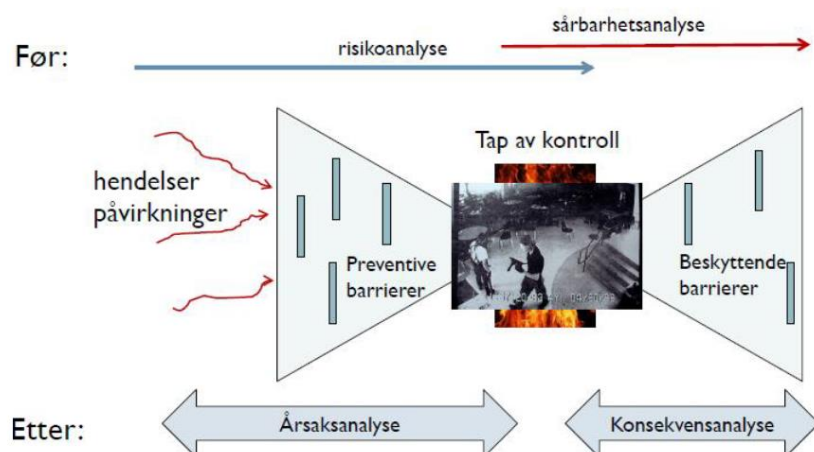 sårbarhetsanalyse
Før:
risikoanalyse
Tap av kontroll
hendelser
påvirkninger
Preventive
barrierer
Beskyttende
barrierer
Etter:
Årsaksanalyse
Konsekvensanalyse